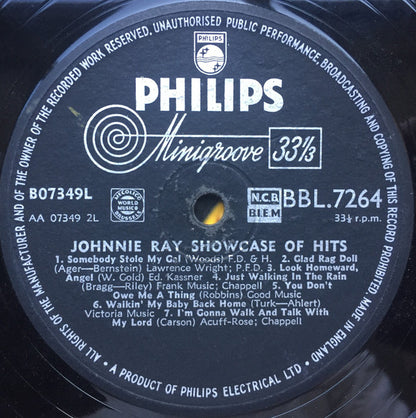 ALL RIGHTS OF THE MANUFACTURER AND OF THE OWNER OF THE RECORDED WORK RESERVED. UNAUTHORISED PUBLIC PERFORMANCE, BROADCASTING AND COPYING OF THIS RECORD PROHIBITED
MADE IN ENGLAND
PHILIPS
PHILIPS
Minigroove 33⅓
B07349L
AA 07349 2L
WORLD MUSIC
N.C.B.
B.I.E.M
BBL.7264
33⅓ r.p.m.
JOHNNIE RAY SHOWCASE OF HITS
1. Somebody Stole My Gal (Woods) F.D. & H. 2. Glad Rag Doll
(Ager—Bernstein) Lawrence Wright; P.F.D. 3. Look Homeward,
Angel (W. Gold) Ed. Kassner 4. Just Walking In The Rain
(Bragg—Riley) Frank Music; Chappell 5. You Don't
Owe Me A Thing (Robbins) Good Music
6. Walkin' My Baby Back Home (Turk—Ahlert)
Victoria Music 7. I'm Gonna Walk And Talk With
My Lord (Carson) Acuff-Rose; Chappell
• A PRODUCT OF PHILIPS ELECTRICAL LTD. •